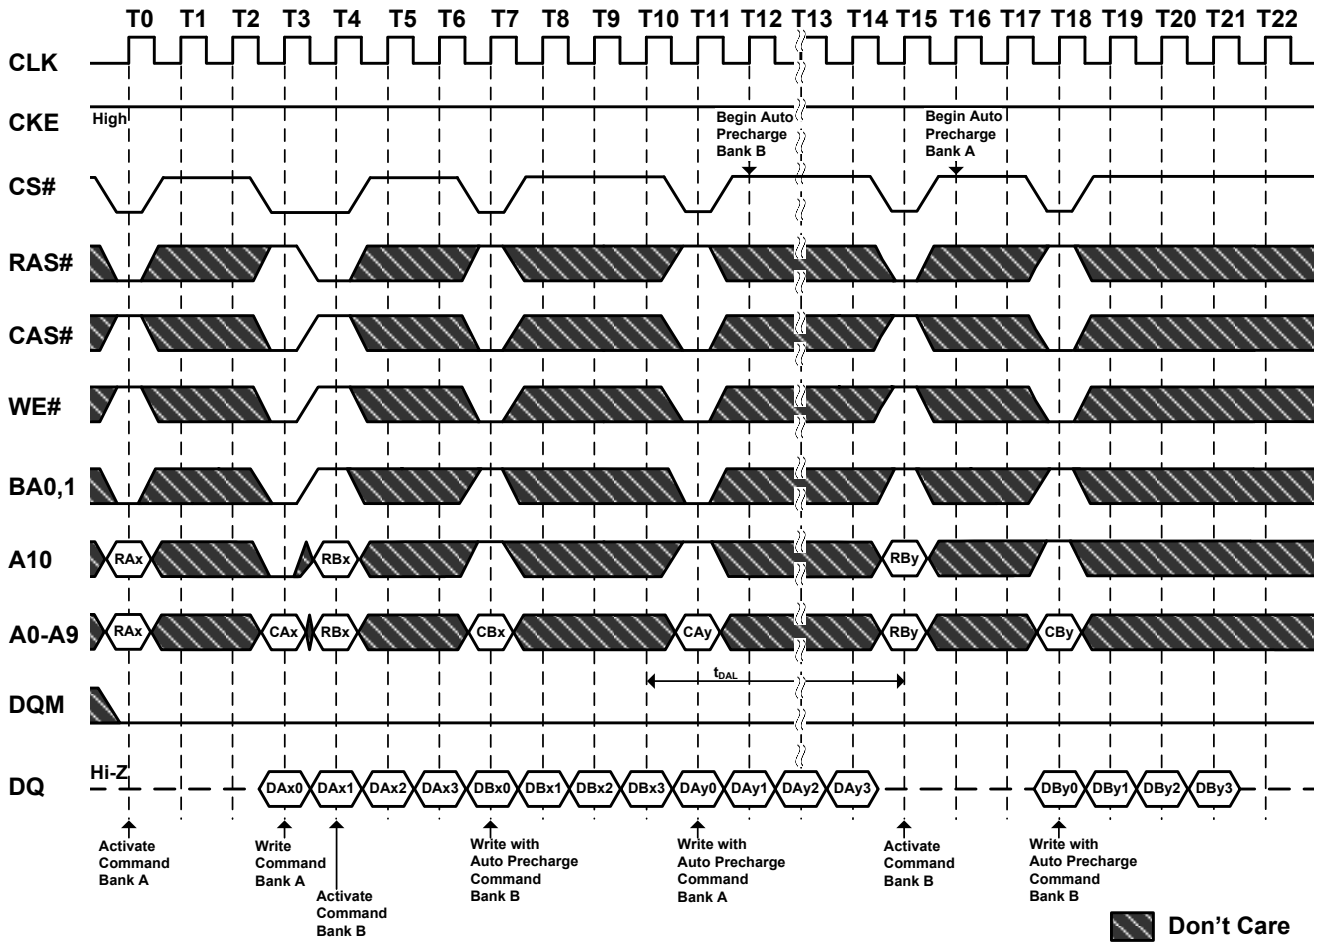 T0 T1 T2 T3 T4 T5 T6 T7 T8 T9 T10 T11 T12 T13 T14 T15 T16 T17 T18 T19 T20 T21 T22
CLK
CKE
High
Begin Auto
Precharge
Bank B
Begin Auto
Precharge
Bank A
CS#
RAS#
CAS#
WE#
BA0,1
A10
RAx RBx RBy
A0-A9
RAx CAx RBx CBx CAy RBy CBy
tDAL
DQM
Hi-Z
DQ
DAx0 DAx1 DAx2 DAx3 DBx0 DBx1 DBx2 DBx3 DAy0 DAy1 DAy2 DAy3 DBy0 DBy1 DBy2 DBy3
Activate
Command
Bank A
Write
Command
Bank A
Activate
Command
Bank B
Write with
Auto Precharge
Command
Bank B
Write with
Auto Precharge
Command
Bank A
Activate
Command
Bank B
Write with
Auto Precharge
Command
Bank B
Don't Care